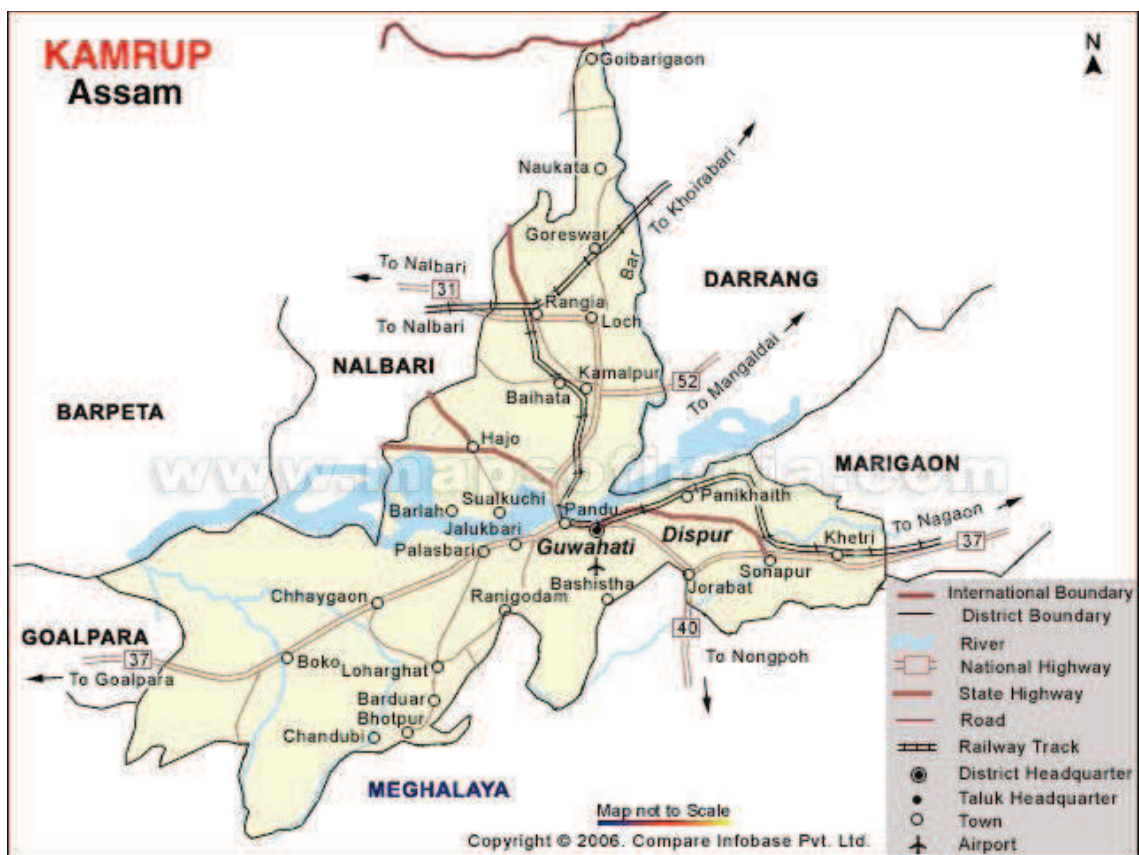 KAMRUP
Assam
N
Goibarigaon
Naukata
To Khoirabari
Goreswar
Bar
To Nalbari
31
DARRANG
Rangia
To Nalbari
Loch
To Mangaldai
NALBARI
Kamalpur
52
Baihata
BARPETA
Hajo
www.mapsofindia.com
MARIGAON
Panikhaith
Sualkuchi
Barlah
Pandu
To Nagaon
Jalukbari
Guwahati
Dispur
37
Palasbari
Khetri
Sonapur
Bashistha
Jorabat
Chhaygaon
Ranigodam
International Boundary
District Boundary
GOALPARA
40
River
37
Boko
Loharghat
To Nongpoh
National Highway
To Goalpara
State Highway
Barduar
Bhotpur
Road
Chandubi
Railway Track
District Headquarter
MEGHALAYA
Taluk Headquarter
Map not to Scale
Town
Copyright © 2006. Compare Infobase Pvt. Ltd.
Airport